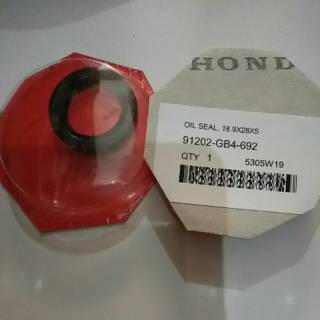 HOND
OIL SEAL, 18.9X28X5
91202-GB4-692
QTY 1 5305W19